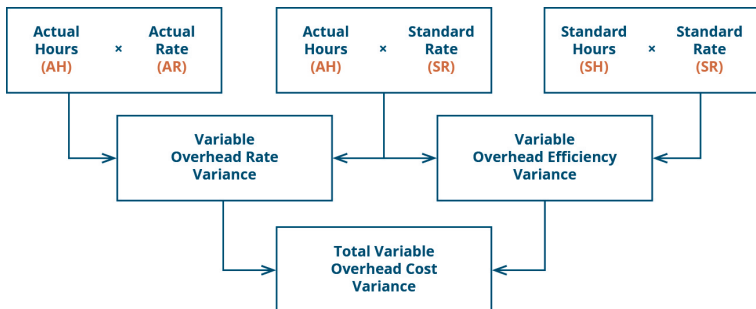 Actual Actual
Hours × Rate
(AH) (AR)
Actual Standard
Hours × Rate
(AH) (SR)
Standard Standard
Hours × Rate
(SH) (SR)
Variable
Overhead Rate
Variance
Variable
Overhead Efficiency
Variance
Total Variable
Overhead Cost
Variance